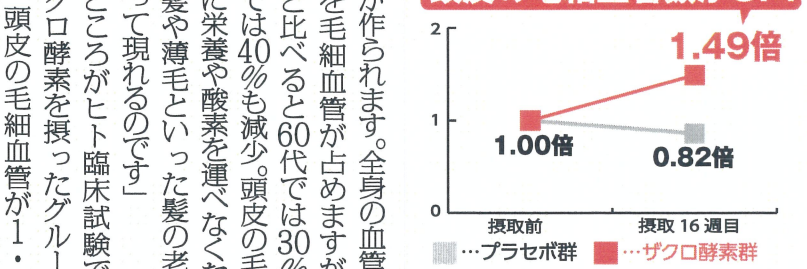 2
1.49倍
1
1.00倍
0.82倍
0
摂取前
摂取16週目
…プラセボ群 …ザクロ酵素群
が作られます。全身の血管
を毛細血管が占めますが
と比べると60代では30%
では40%も減少。頭皮の毛
に栄養や酸素を運べなくな
髪や薄毛といった髪の老
って現れるのです」
ころがヒト臨床試験で
クロ酵素を摂ったグルー
頭皮の毛細血管が1・